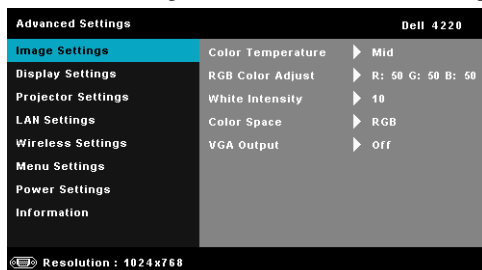 Advanced Settings Dell 4220
Image Settings Color Temperature Mid
Display Settings RGB Color Adjust R: 50 G: 50 B: 50
Projector Settings White Intensity 10
LAN Settings Color Space RGB
Wireless Settings VGA Output Off
Menu Settings
Power Settings
Information
Resolution : 1024x768